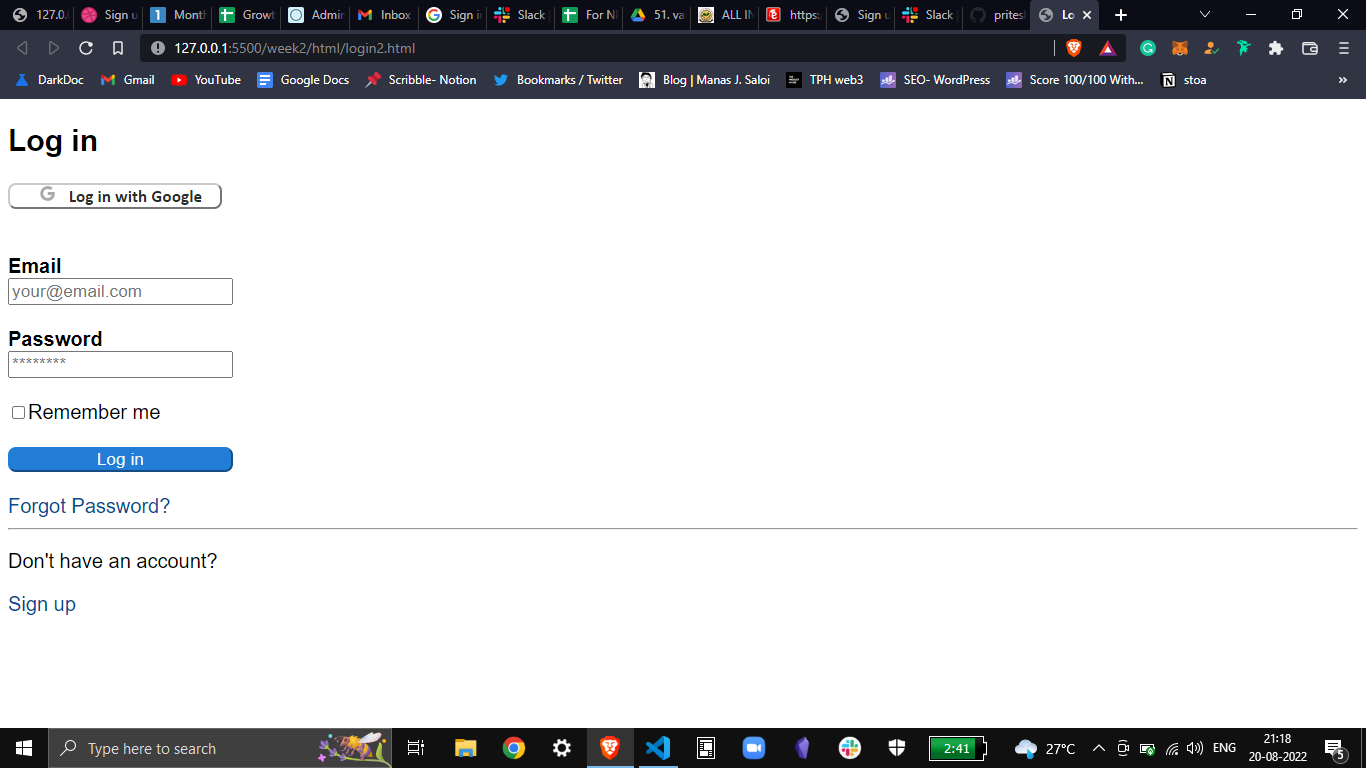 127.0.
Sign u
Month
Growt
Admin
Inbox
Sign in
Slack
For N
51. va
ALL IN
https:
Sign u
Slack
prites
Lo
127.0.0.1:5500/week2/html/login2.html
DarkDoc
Gmail
YouTube
Google Docs
Scribble- Notion
Bookmarks / Twitter
Blog | Manas J. Saloi
TPH web3
SEO- WordPress
Score 100/100 With...
stoa
Log in
Log in with Google
Email
your@email.com
Password
********
Remember me
Log in
Forgot Password?
Don't have an account?
Sign up
Type here to search
2:41
27°C
ENG
21:18
20-08-2022
5